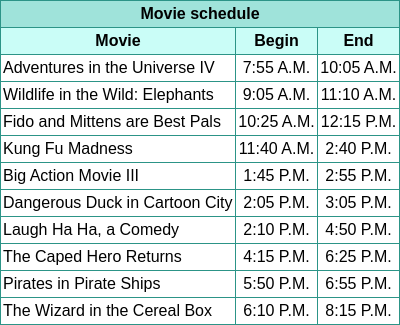 Movie schedule
Movie Begin End
Adventures in the Universe IV 7:55 A.M. 10:05 A.M.
Wildlife in the Wild: Elephants 9:05 A.M. 11:10 A.M.
Fido and Mittens are Best Pals 10:25 A.M. 12:15 P.M.
Kung Fu Madness 11:40 A.M. 2:40 P.M.
Big Action Movie III 1:45 P.M. 2:55 P.M.
Dangerous Duck in Cartoon City 2:05 P.M. 3:05 P.M.
Laugh Ha Ha, a Comedy 2:10 P.M. 4:50 P.M.
The Caped Hero Returns 4:15 P.M. 6:25 P.M.
Pirates in Pirate Ships 5:50 P.M. 6:55 P.M.
The Wizard in the Cereal Box 6:10 P.M. 8:15 P.M.